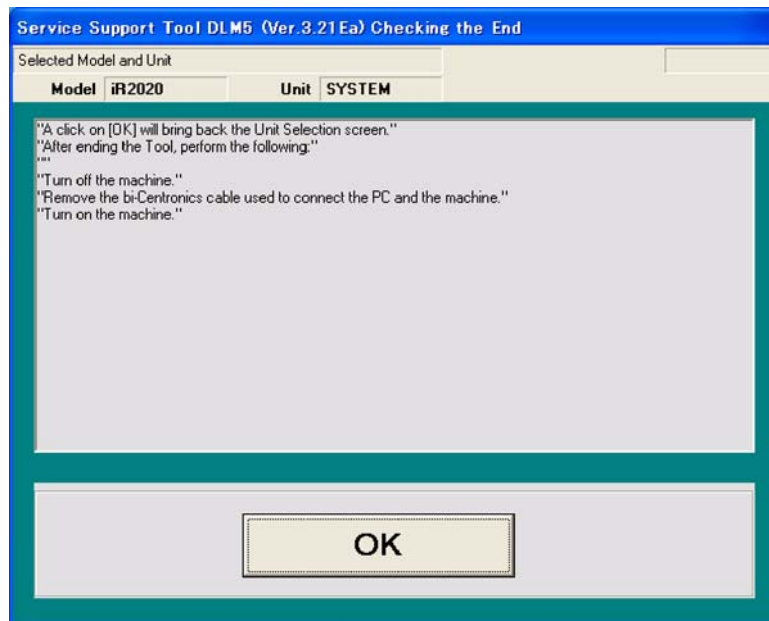 Service Support Tool DLM5 (Ver.3.21Ea) Checking the End
Selected Model and Unit
Model iR2020 Unit SYSTEM
"A click on [OK] will bring back the Unit Selection screen."
"After ending the Tool, perform the following:"
""
"Turn off the machine."
"Remove the bi-Centronics cable used to connect the PC and the machine."
"Turn on the machine."
OK